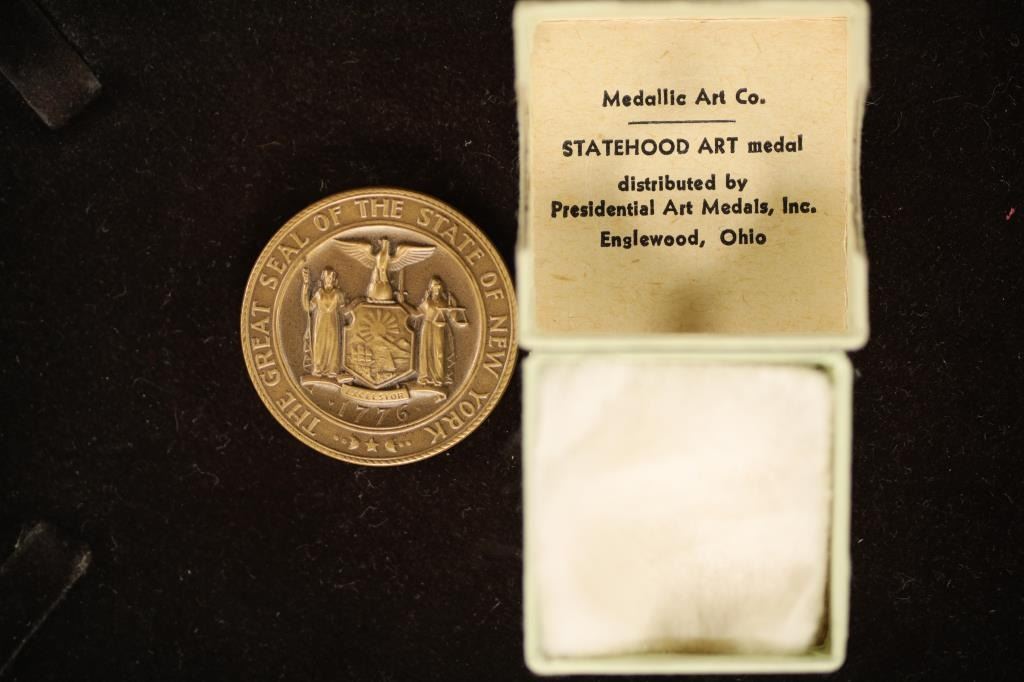 THE GREAT SEAL OF THE STATE OF NEW YORK
EXCELSIOR
·1776·
Medallic Art Co.
STATEHOOD ART medal
distributed by
Presidential Art Medals, Inc.
Englewood, Ohio